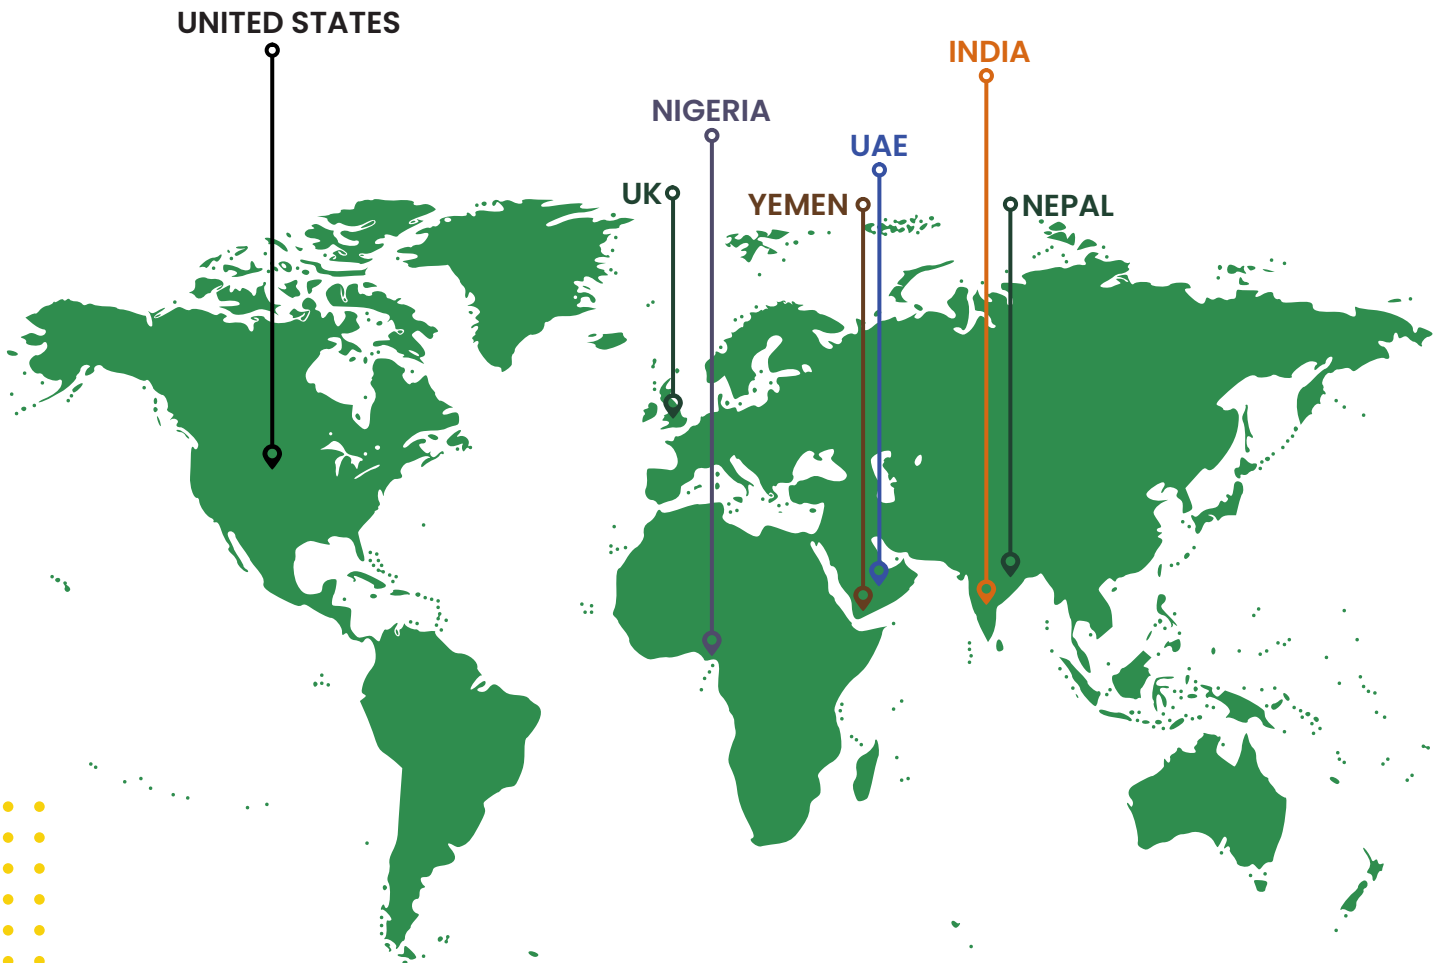 UNITED STATES
INDIA
NIGERIA
UAE
UK
YEMEN
NEPAL